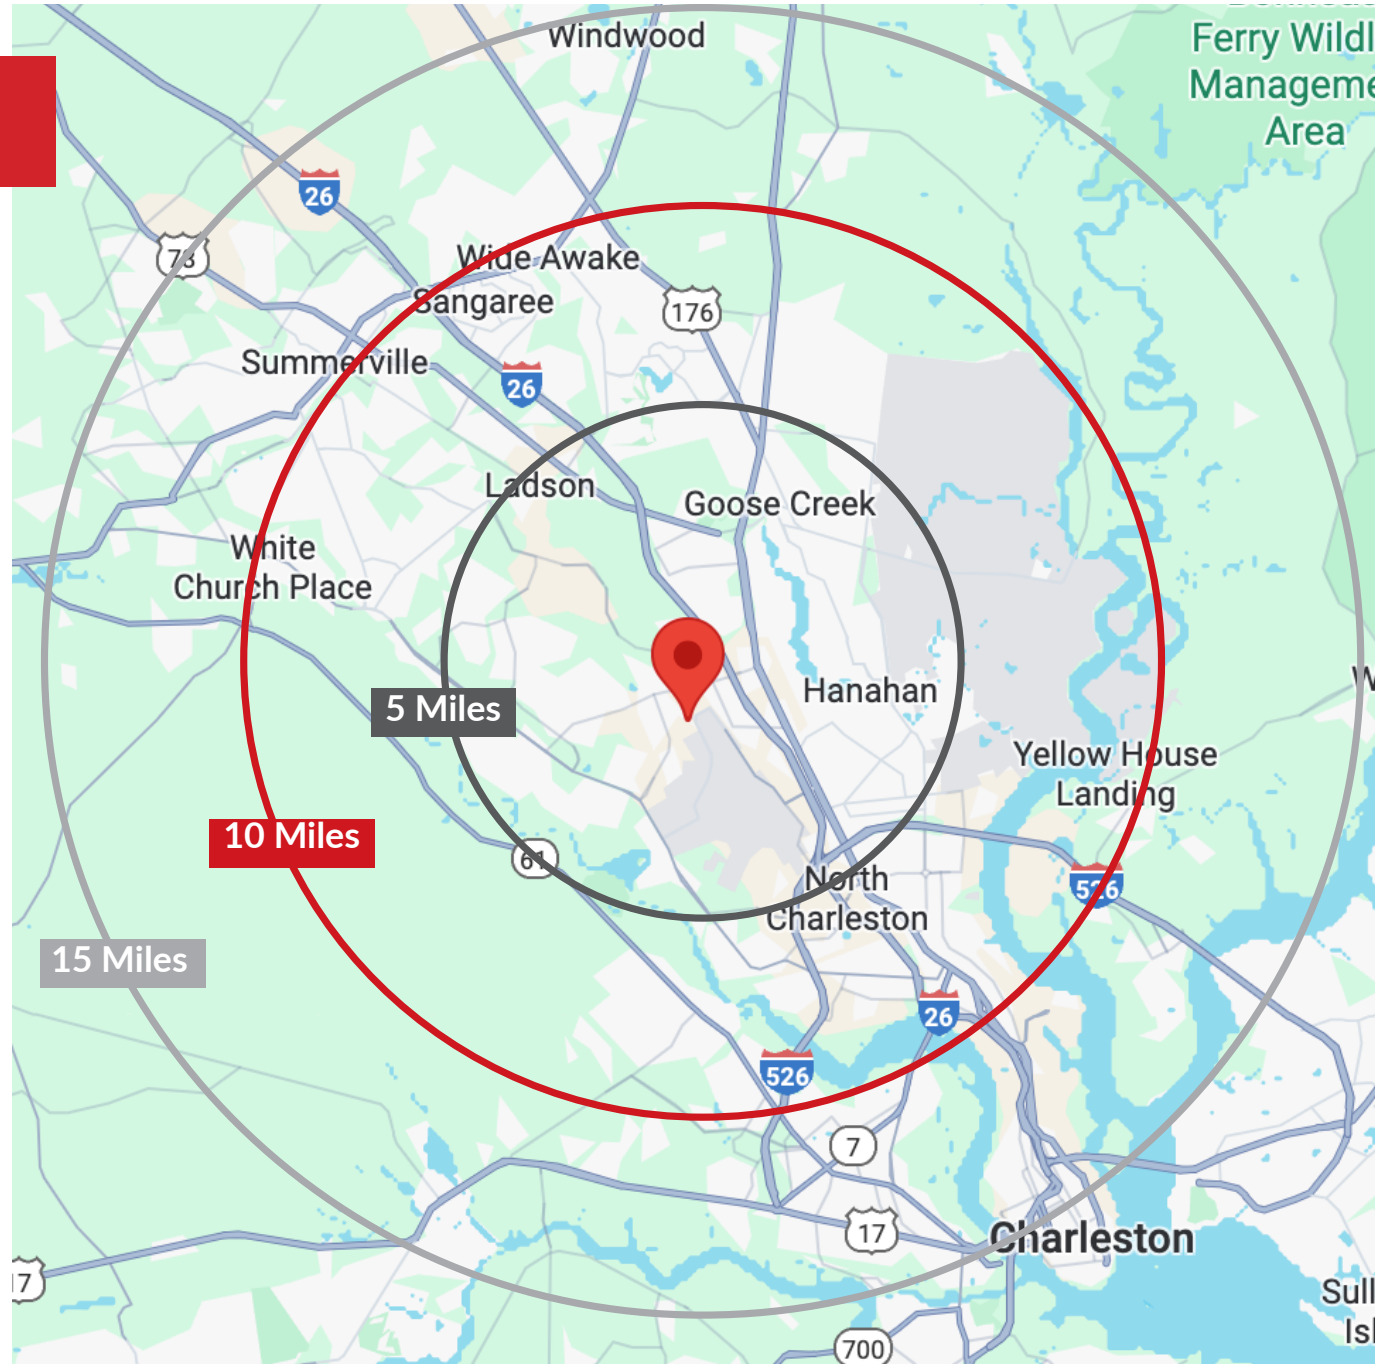 Windwood
Ferry Wildl
Manageme
Area
26
78
Wide Awake
Sangaree
176
Summerville
26
Ladson
Goose Creek
White
Church Place
Hanahan
5 Miles
Yellow House
Landing
10 Miles
61
North
Charleston
526
15 Miles
26
526
7
17
Charleston
17
Sull
Isl
700